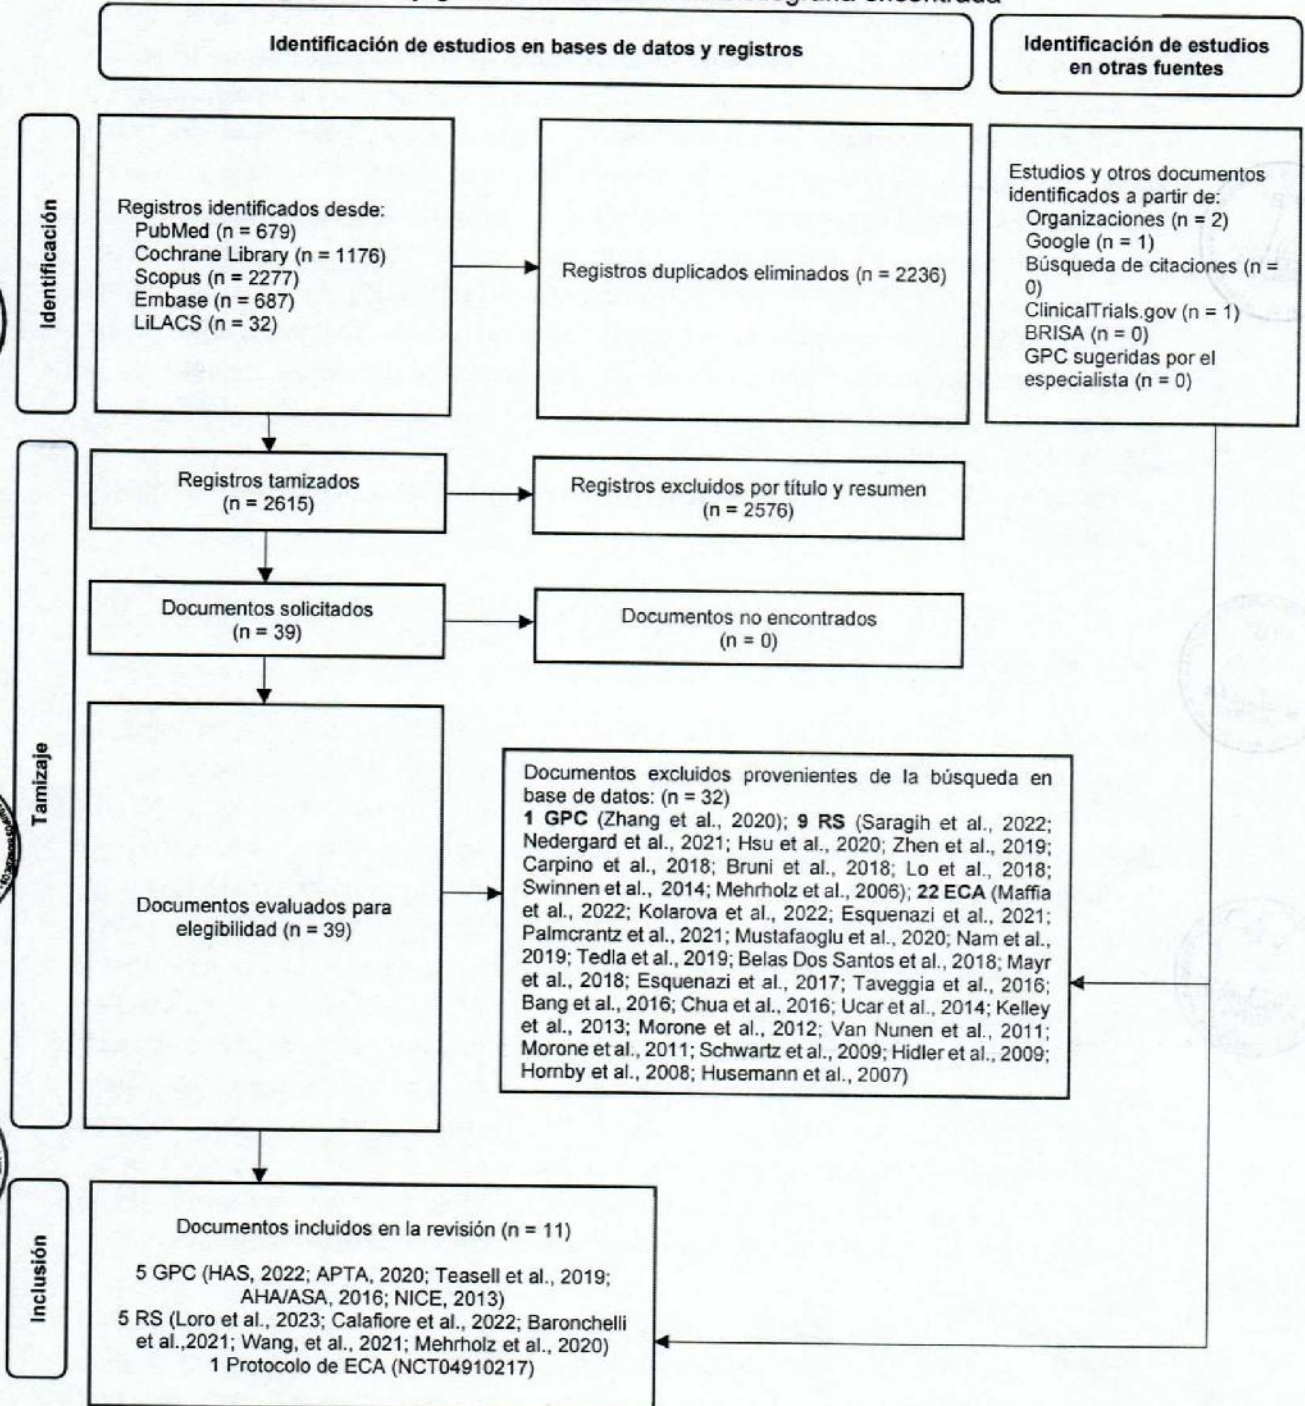 bibliografía encontrada
Identificación de estudios en bases de datos y registros
Identificación de estudios
en otras fuentes
Identificación
Registros identificados desde:
PubMed (n = 679)
Cochrane Library (n = 1176)
Scopus (n = 2277)
Embase (n = 687)
LiLACS (n = 32)
Registros duplicados eliminados (n = 2236)
Estudios y otros documentos
identificados a partir de:
Organizaciones (n = 2)
Google (n = 1)
Búsqueda de citaciones (n =
0)
ClinicalTrials.gov (n = 1)
BRISA (n = 0)
GPC sugeridas por el
especialista (n = 0)
Tamizaje
Registros tamizados
(n = 2615)
Registros excluidos por título y resumen
(n = 2576)
Documentos solicitados
(n = 39)
Documentos no encontrados
(n = 0)
Documentos evaluados para
elegibilidad (n = 39)
Documentos excluidos provenientes de la búsqueda en
base de datos: (n = 32)
1 GPC (Zhang et al., 2020); 9 RS (Saragih et al., 2022;
Nedergard et al., 2021; Hsu et al., 2020; Zhen et al., 2019;
Carpino et al., 2018; Bruni et al., 2018; Lo et al., 2018;
Swinnen et al., 2014; Mehrholz et al., 2006); 22 ECA (Maffia
et al., 2022; Kolarova et al., 2022; Esquenazi et al., 2021;
Palmcrantz et al., 2021; Mustafaoglu et al., 2020; Nam et al.,
2019; Tedla et al., 2019; Belas Dos Santos et al., 2018; Mayr
et al., 2018; Esquenazi et al., 2017; Taveggia et al., 2016;
Bang et al., 2016; Chua et al., 2016; Ucar et al., 2014; Kelley
et al., 2013; Morone et al., 2012; Van Nunen et al., 2011;
Morone et al., 2011; Schwartz et al., 2009; Hidler et al., 2009;
Hornby et al., 2008; Husemann et al., 2007)
Inclusión
Documentos incluidos en la revisión (n = 11)
5 GPC (HAS, 2022; APTA, 2020; Teasell et al., 2019;
AHA/ASA, 2016; NICE, 2013)
5 RS (Loro et al., 2023; Calafiore et al., 2022; Baronchelli
et al.,2021; Wang, et al., 2021; Mehrholz et al., 2020)
1 Protocolo de ECA (NCT04910217)